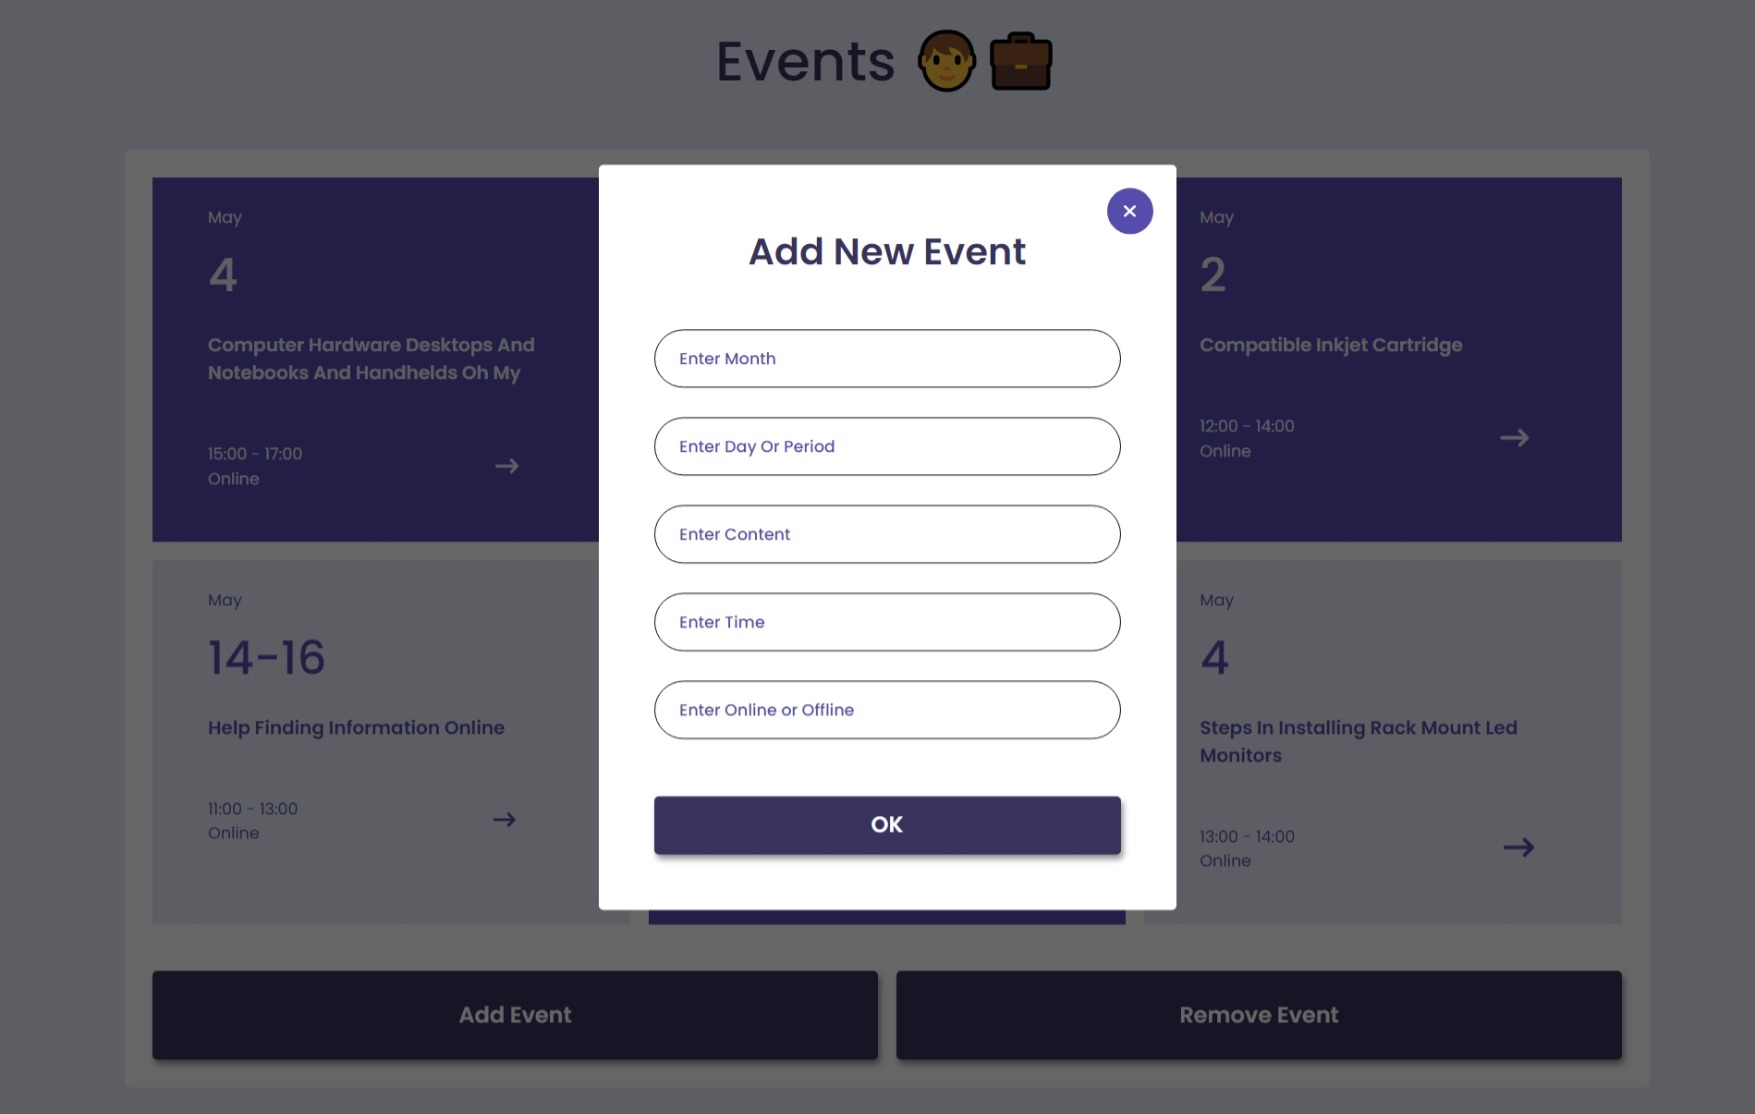 Events
May
4
Computer Hardware Desktops And
Notebooks And Handhelds Oh My
15:00 - 17:00
Online
Add New Event
Enter Month
Enter Day Or Period
Enter Content
Enter Time
Enter Online or Offline
OK
May
2
Compatible Inkjet Cartridge
12:00 - 14:00
Online
May
14-16
Help Finding Information Online
11:00 - 13:00
Online
May
4
Steps In Installing Rack Mount Led
Monitors
13:00 - 14:00
Online
Add Event
Remove Event